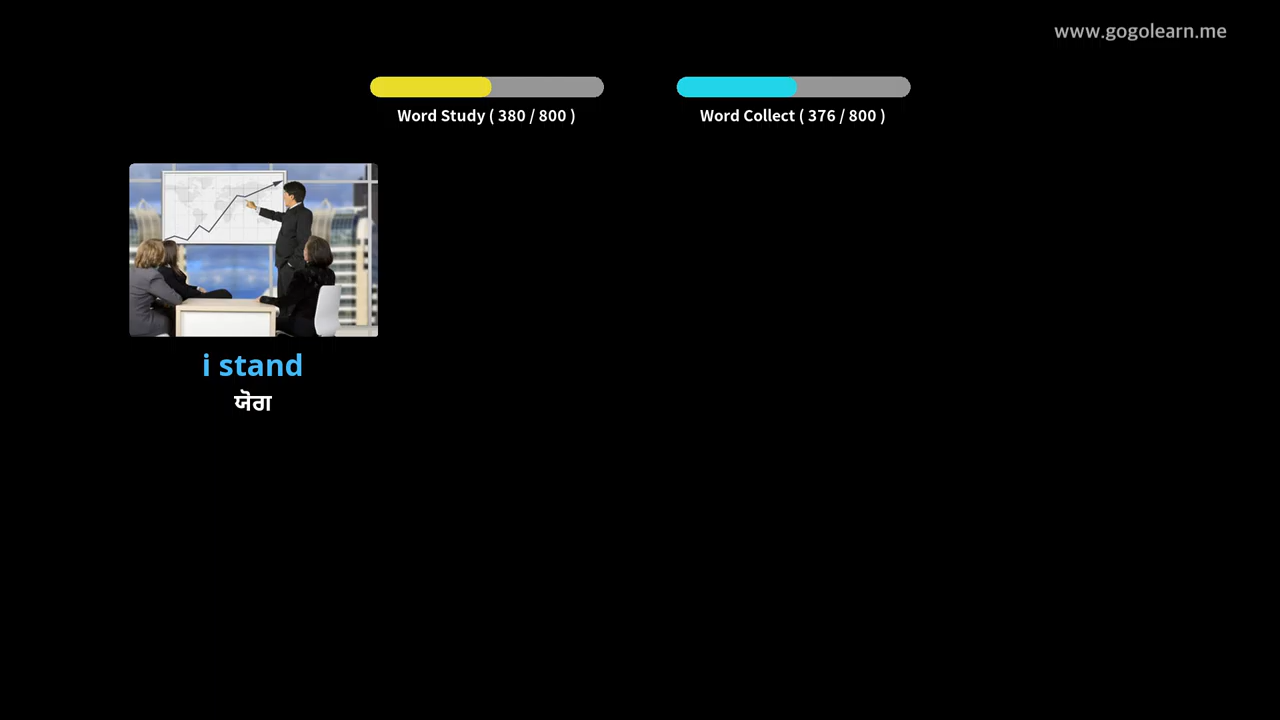 www.gogolearn.me
Word Study ( 380 / 800 )
Word Collect ( 376 / 800 )
i stand
ਯੋਗ